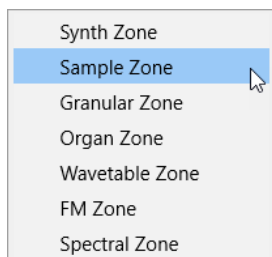 Synth Zone
Sample Zone
Granular Zone
Organ Zone
Wavetable Zone
FM Zone
Spectral Zone